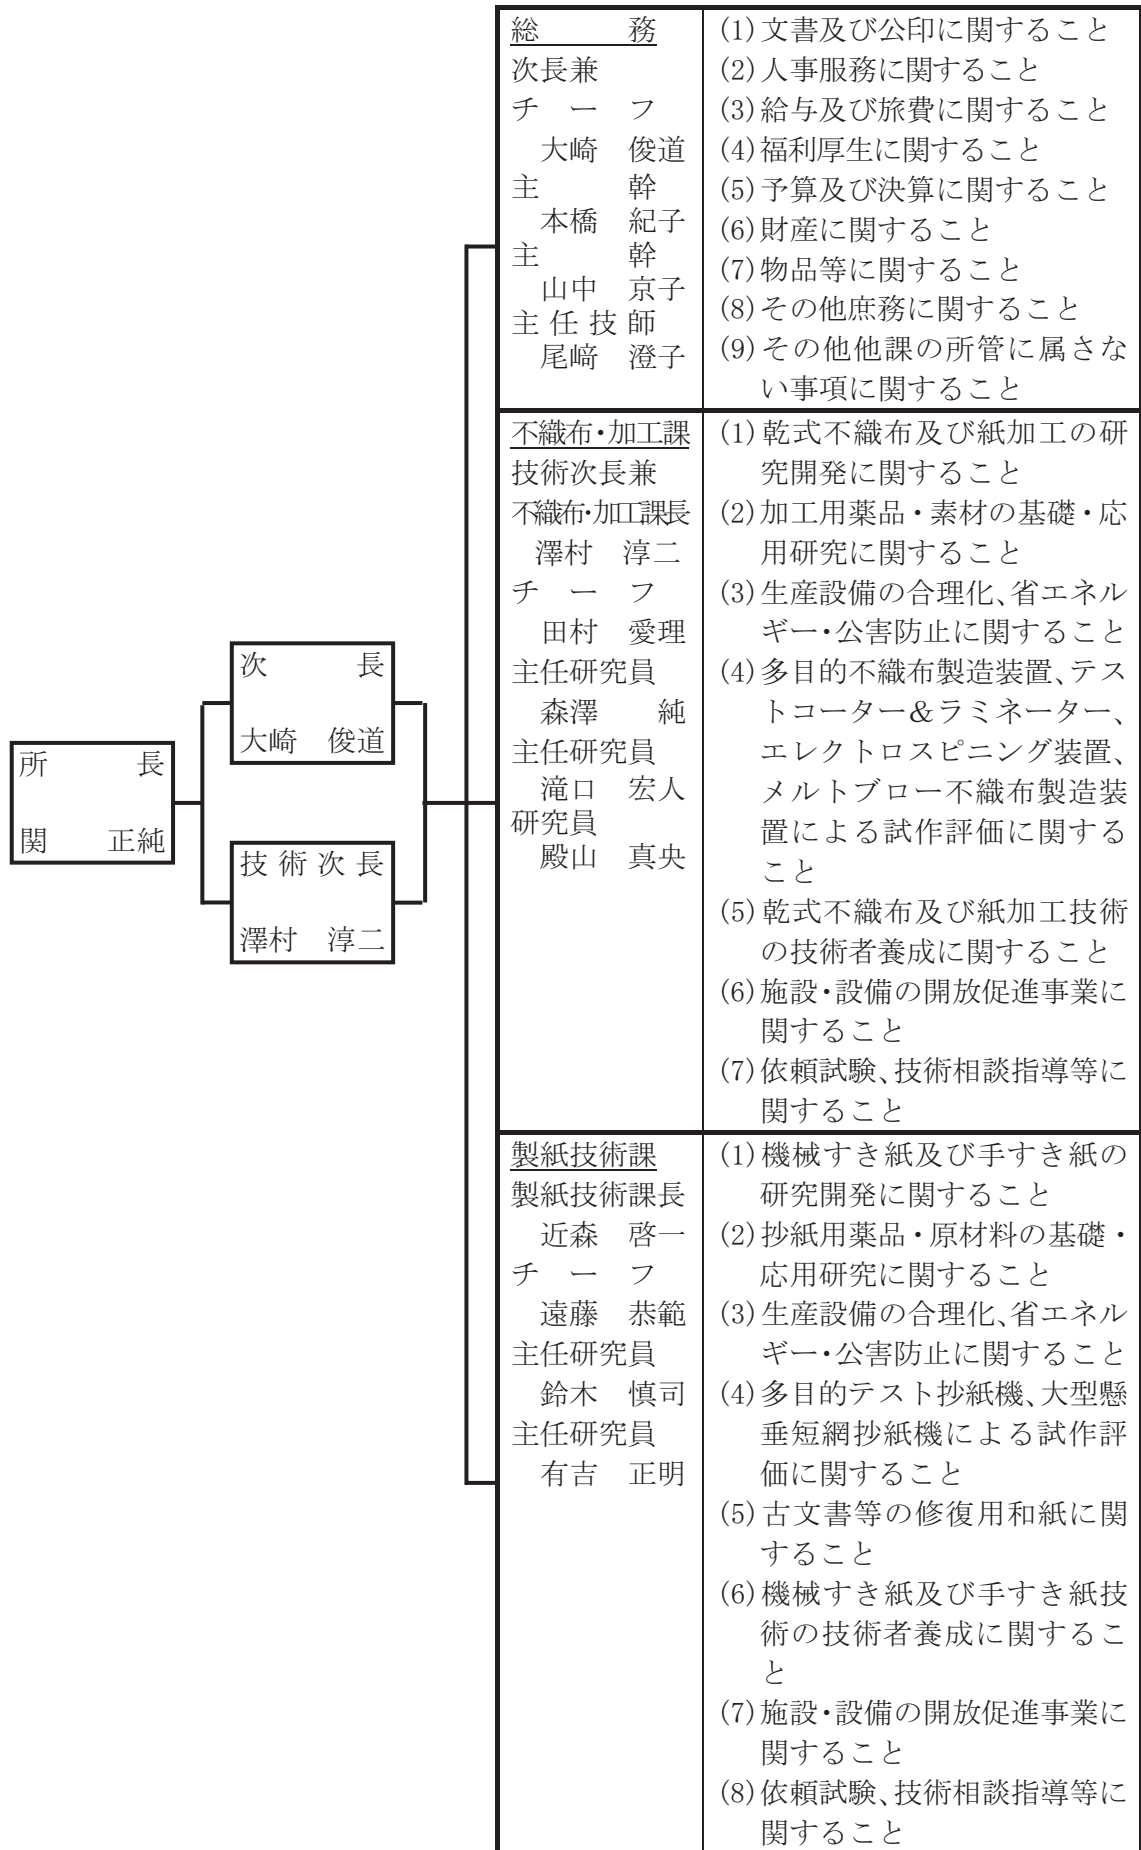 所　　　長
関　　正純
次　　　長
大崎　俊道
技術次長
澤村　淳二
総　　　務
次長兼
チ　ー　フ
大崎　俊道
主　　　幹
本橋　紀子
主　　　幹
山中　京子
主任技師
尾﨑　澄子
(1)文書及び公印に関すること
(2)人事服務に関すること
(3)給与及び旅費に関すること
(4)福利厚生に関すること
(5)予算及び決算に関すること
(6)財産に関すること
(7)物品等に関すること
(8)その他庶務に関すること
(9)その他他課の所管に属さな
い事項に関すること
不織布・加工課
技術次長兼
不織布・加工課長
澤村　淳二
チ　ー　フ
田村　愛理
主任研究員
森澤　　純
主任研究員
滝口　宏人
研究員
殿山　真央
(1)乾式不織布及び紙加工の研
究開発に関すること
(2)加工用薬品・素材の基礎・応
用研究に関すること
(3)生産設備の合理化、省エネル
ギー・公害防止に関すること
(4)多目的不織布製造装置、テス
トコーター&ラミネーター、
エレクトロスピニング装置、
メルトブロー不織布製造装
置による試作評価に関する
こと
(5)乾式不織布及び紙加工技術
の技術者養成に関すること
(6)施設・設備の開放促進事業に
関すること
(7)依頼試験、技術相談指導等に
関すること
製紙技術課
製紙技術課長
近森　啓一
チ　ー　フ
遠藤　恭範
主任研究員
鈴木　慎司
主任研究員
有吉　正明
(1)機械すき紙及び手すき紙の
研究開発に関すること
(2)抄紙用薬品・原材料の基礎・
応用研究に関すること
(3)生産設備の合理化、省エネル
ギー・公害防止に関すること
(4)多目的テスト抄紙機、大型懸
垂短網抄紙機による試作評
価に関すること
(5)古文書等の修復用和紙に関
すること
(6)機械すき紙及び手すき紙技
術の技術者養成に関するこ
と
(7)施設・設備の開放促進事業に
関すること
(8)依頼試験、技術相談指導等に
関すること